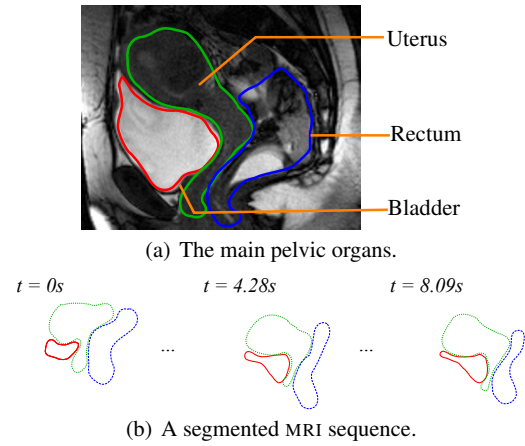 Uterus
Rectum
Bladder
(a) The main pelvic organs.
t = 0s t = 4.28s t = 8.09s
... ...
(b) A segmented MRI sequence.